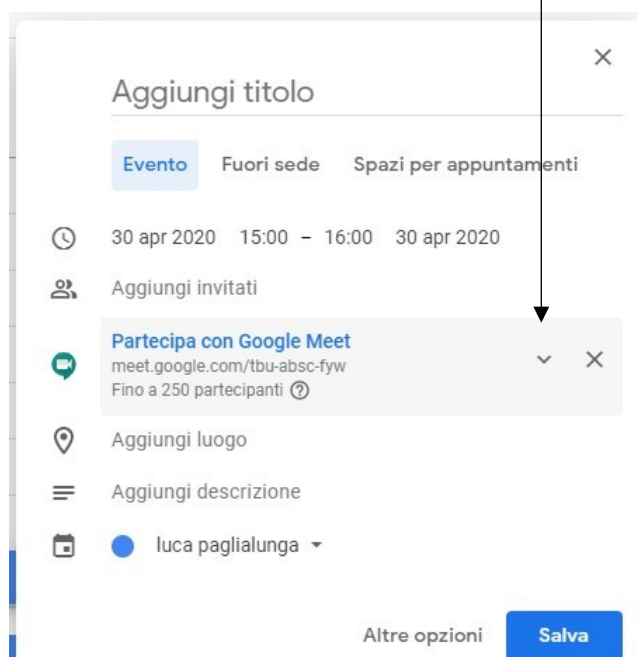 Aggiungi titolo
Evento Fuori sede Spazi per appuntamenti
30 apr 2020 15:00 – 16:00 30 apr 2020
Aggiungi invitati
Partecipa con Google Meet
meet.google.com/tbu-absc-fyw
Fino a 250 partecipanti
Aggiungi luogo
Aggiungi descrizione
luca paglialunga
Altre opzioni Salva